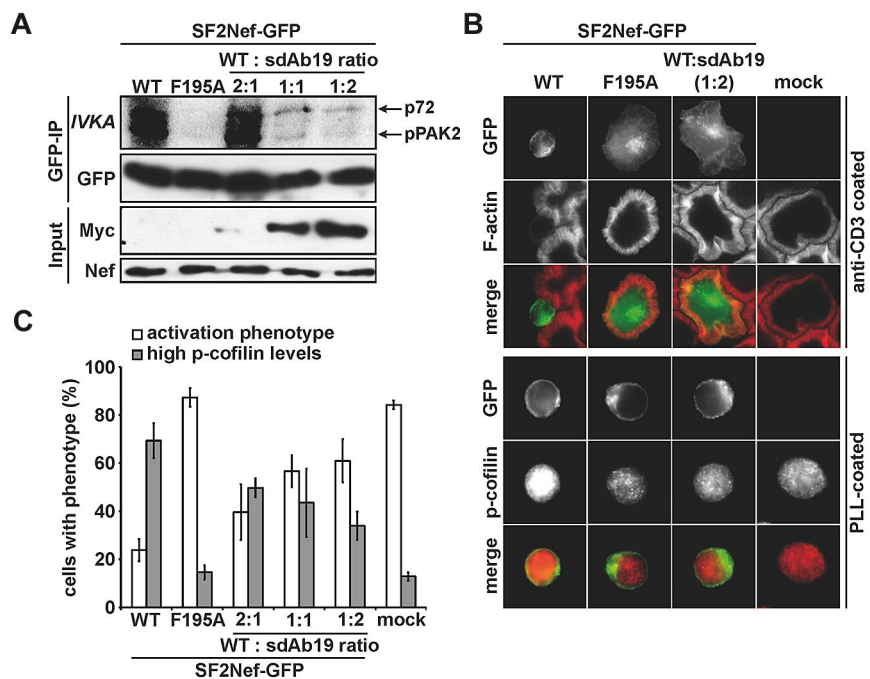 A
SF2Nef-GFP
WT : sdAb19 ratio
WT F195A 2:1 1:1 1:2
GFP-IP
IVKA
p72
pPAK2
GFP
Input
Myc
Nef
B
SF2Nef-GFP
WT:sdAb19
WT F195A (1:2) mock
GFP
F-actin
merge
anti-CD3 coated
GFP
p-cofilin
merge
PLL-coated
C
activation phenotype
high p-cofilin levels
cells with phenotype (%)
100
80
60
40
20
0
WT F195A 2:1 1:1 1:2 mock
WT : sdAb19 ratio
SF2Nef-GFP